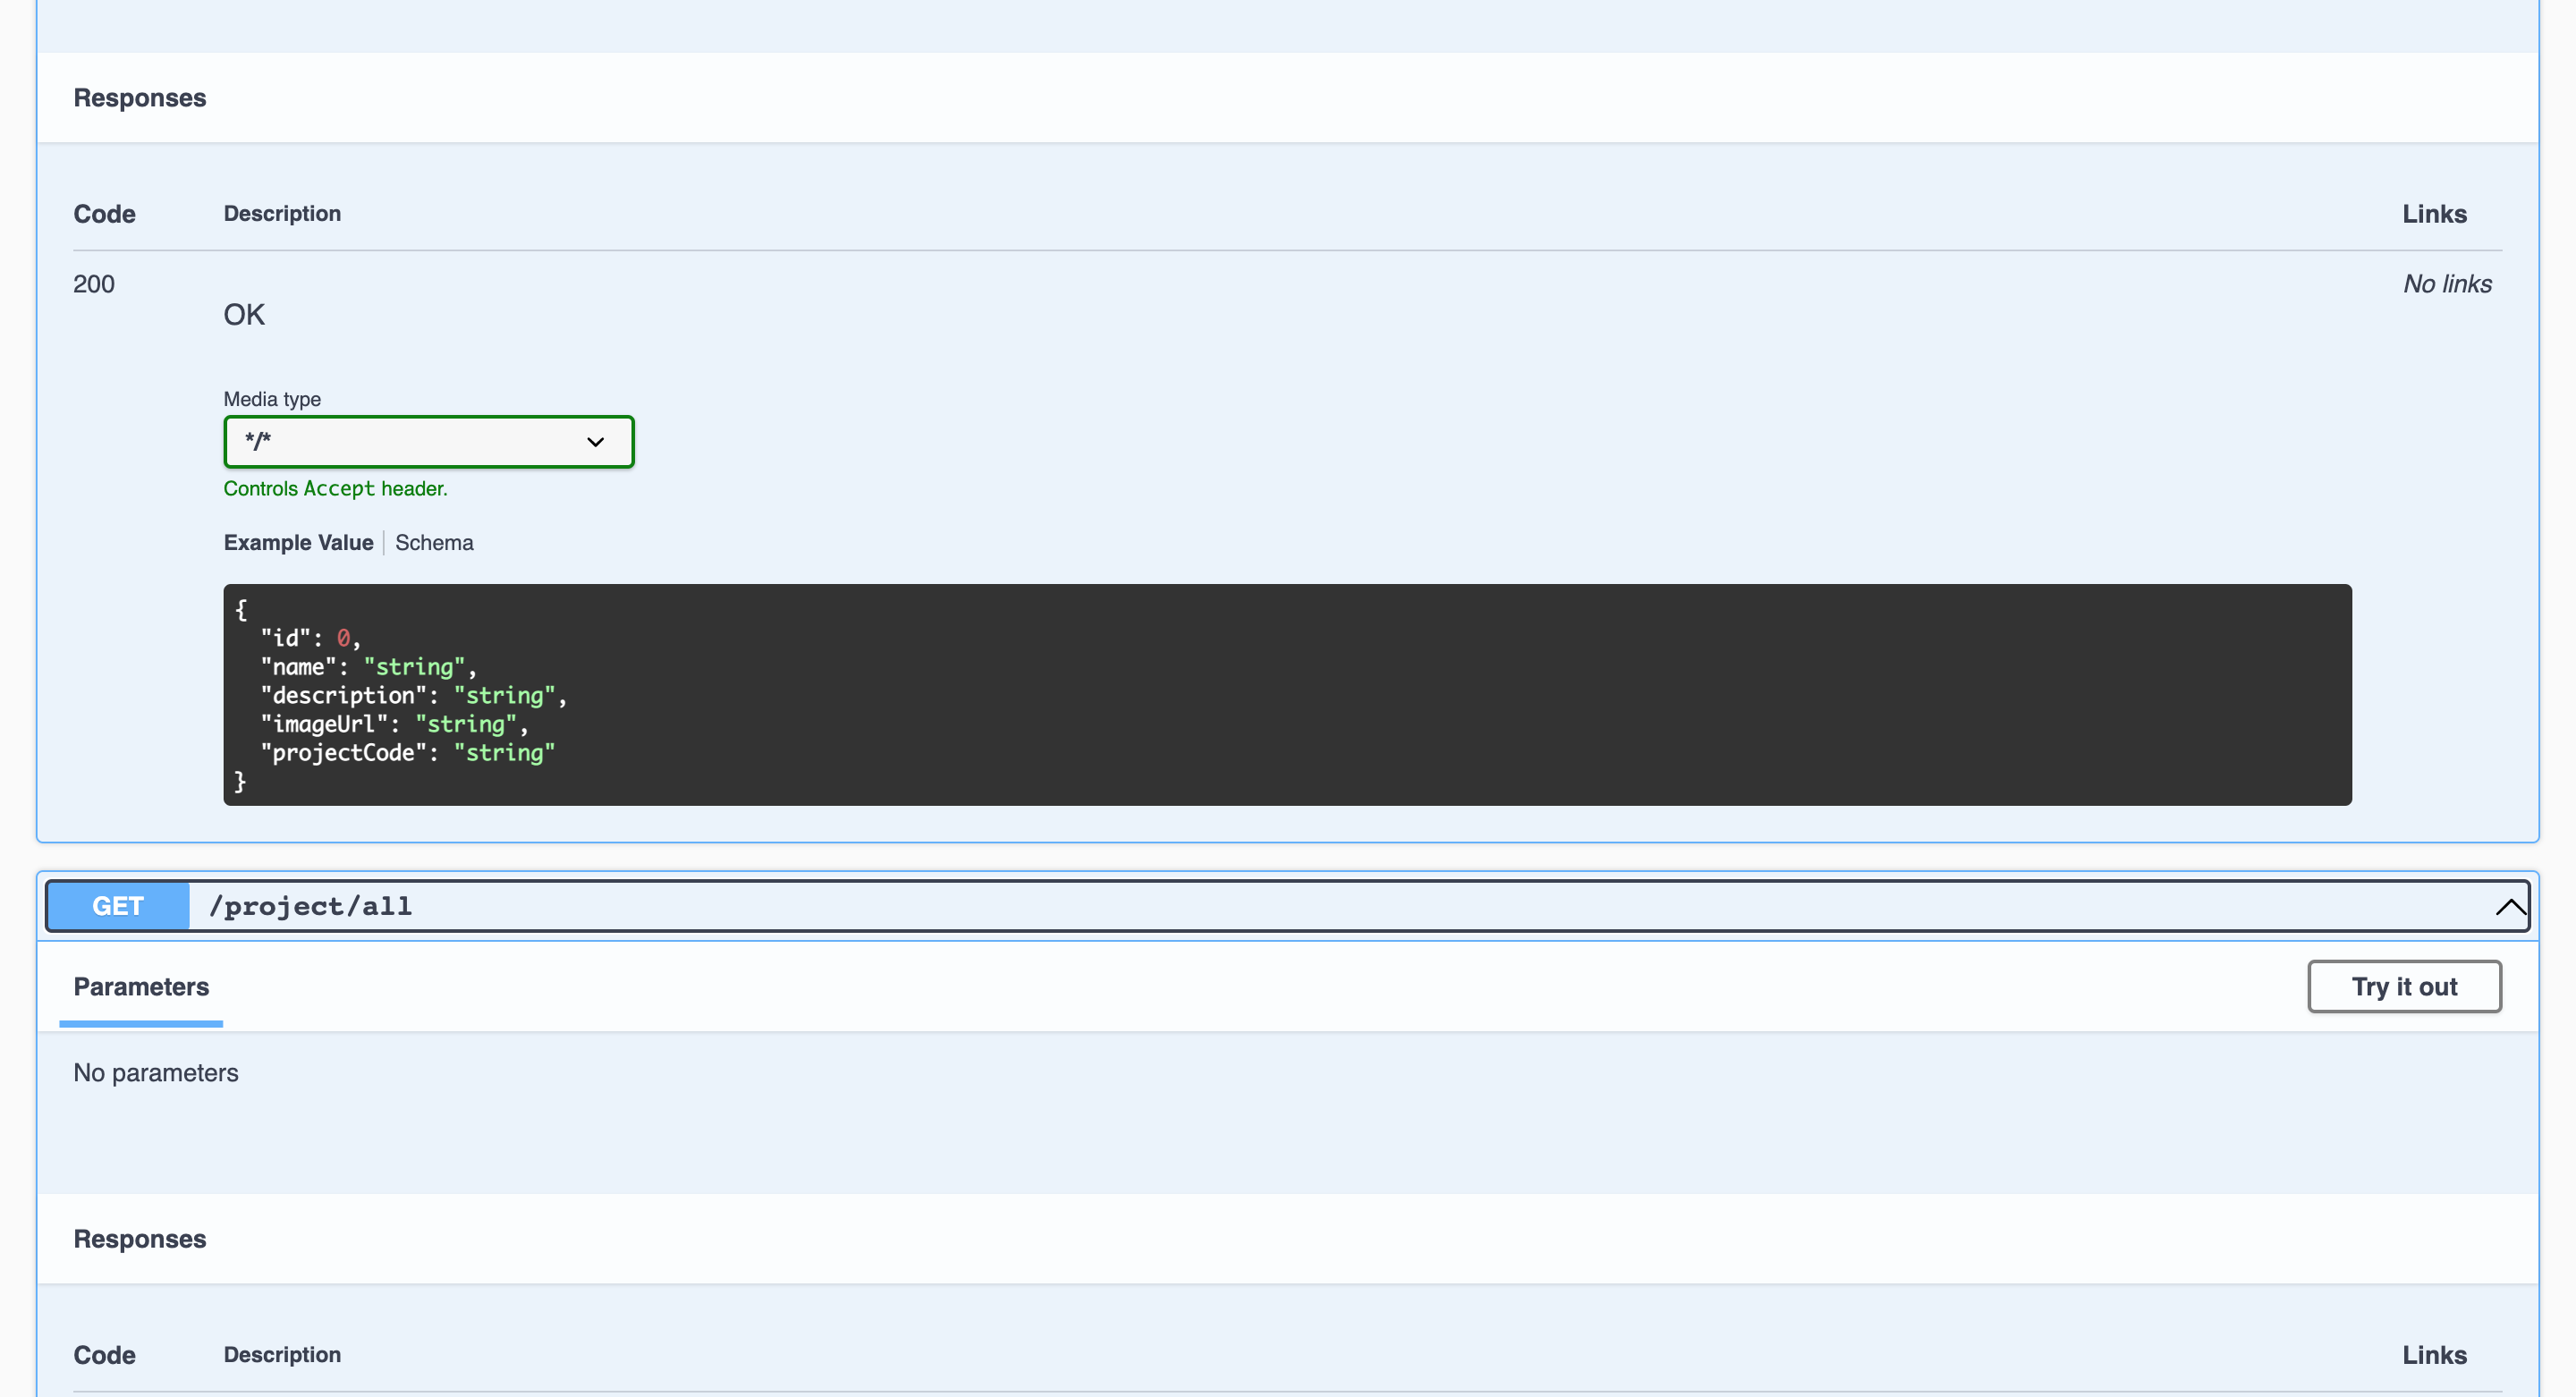 Responses
Code Description Links
200 No links
OK
Media type
*/*
Controls Accept header.
Example Value Schema
{
  "id": 0,
  "name": "string",
  "description": "string",
  "imageUrl": "string",
  "projectCode": "string"
}
GET /project/all
Parameters Try it out
No parameters
Responses
Code Description Links